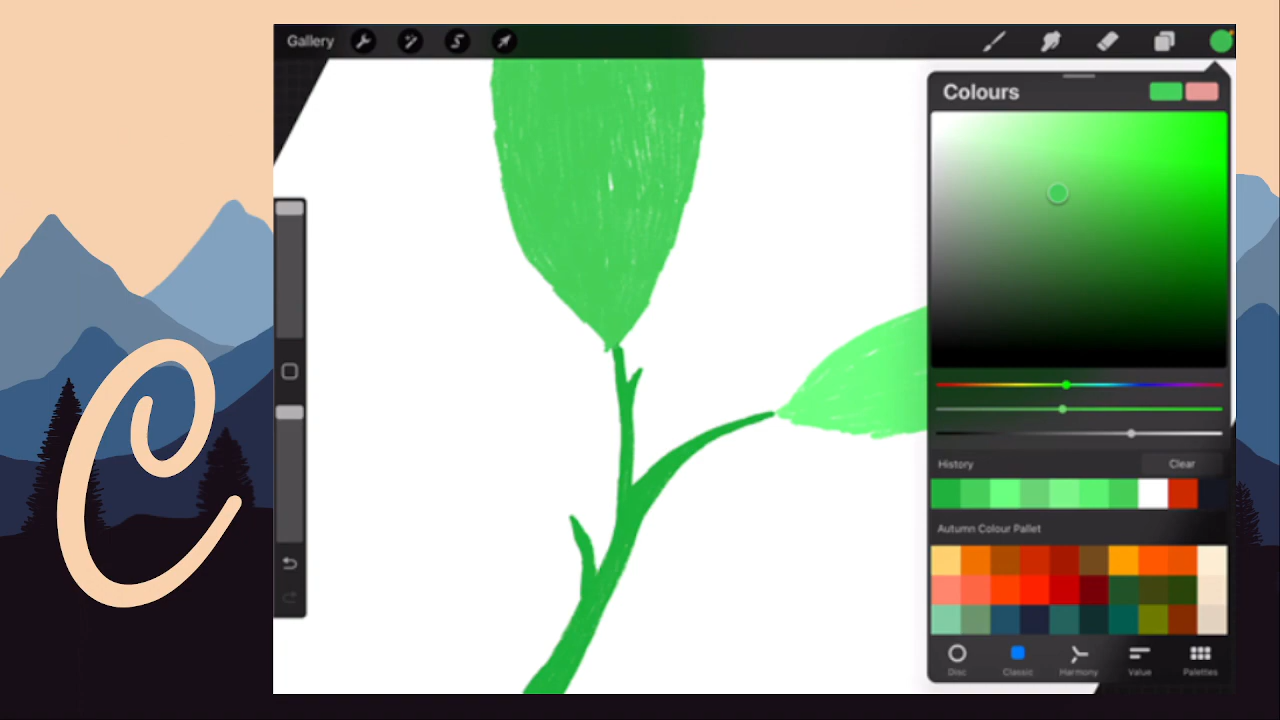 Gallery
Colours
C
History
Clear
Autumn Colour Pallet
Disc
Classic
Harmony
Value
Palettes